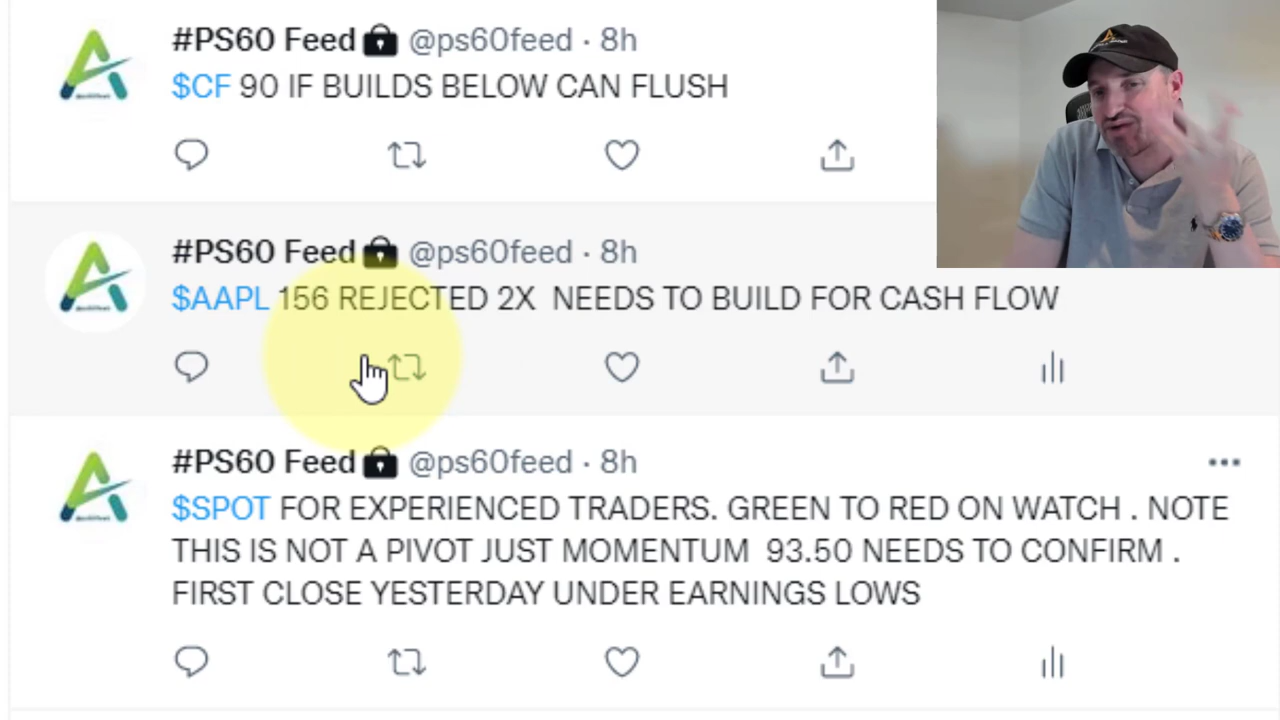 #PS60 Feed @ps60feed · 8h
$CF 90 IF BUILDS BELOW CAN FLUSH
#PS60 Feed @ps60feed · 8h
$AAPL 156 REJECTED 2X NEEDS TO BUILD FOR CASH FLOW
#PS60 Feed @ps60feed · 8h
$SPOT FOR EXPERIENCED TRADERS. GREEN TO RED ON WATCH . NOTE
THIS IS NOT A PIVOT JUST MOMENTUM 93.50 NEEDS TO CONFIRM .
FIRST CLOSE YESTERDAY UNDER EARNINGS LOWS